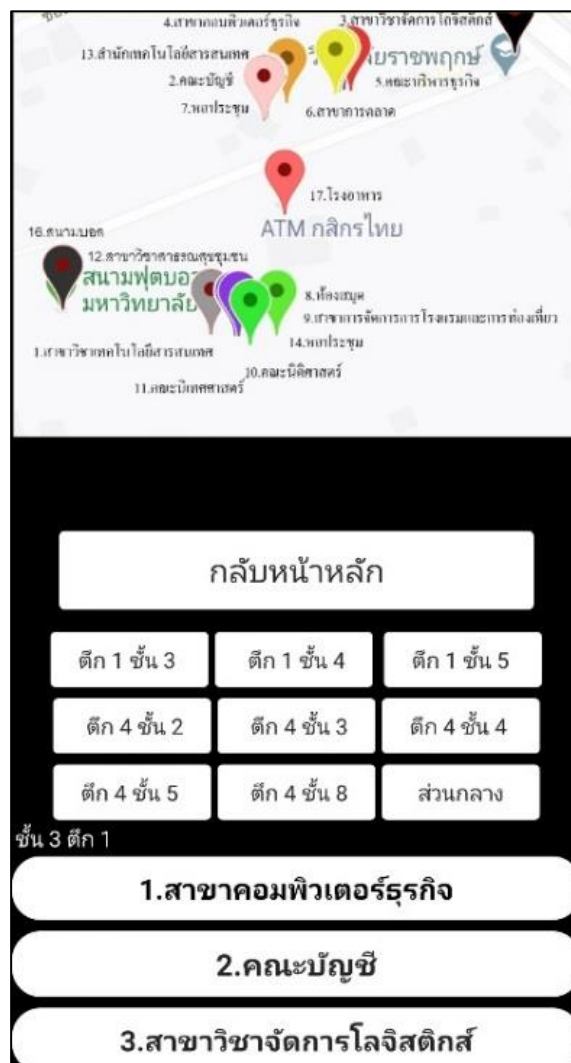 4.สาขาคอมพิวเตอร์ธุรกิจ
3.สาขาวิชาจัดการโลจิสติกส์
13.สำนักเทคโนโลยีสารสนเทศ
ราชพฤกษ์
2.คณะบัญชี
5.คณะบริหารธุรกิจ
7.หอประชุม
6.สาขาการตลาด
17.โรงอาหาร
ATM กสิกรไทย
16.สนามบอล
12.สาขาวิชาสาธารณสุขชุมชน
สนามฟุตบอ
มหาวิทยาลัย
8.ห้องสมุด
9.สาขาการจัดการการโรงแรมและการท่องเที่ยว
14.หอประชุม
1.สาขาวิชาเทคโนโลยีสารสนเทศ
10.คณะนิติศาสตร์
11.คณะนิเทศศาสตร์
กลับหน้าหลัก
ตึก 1 ชั้น 3
ตึก 1 ชั้น 4
ตึก 1 ชั้น 5
ตึก 4 ชั้น 2
ตึก 4 ชั้น 3
ตึก 4 ชั้น 4
ตึก 4 ชั้น 5
ตึก 4 ชั้น 8
ส่วนกลาง
ชั้น 3 ตึก 1
1.สาขาคอมพิวเตอร์ธุรกิจ
2.คณะบัญชี
3.สาขาวิชาจัดการโลจิสติกส์